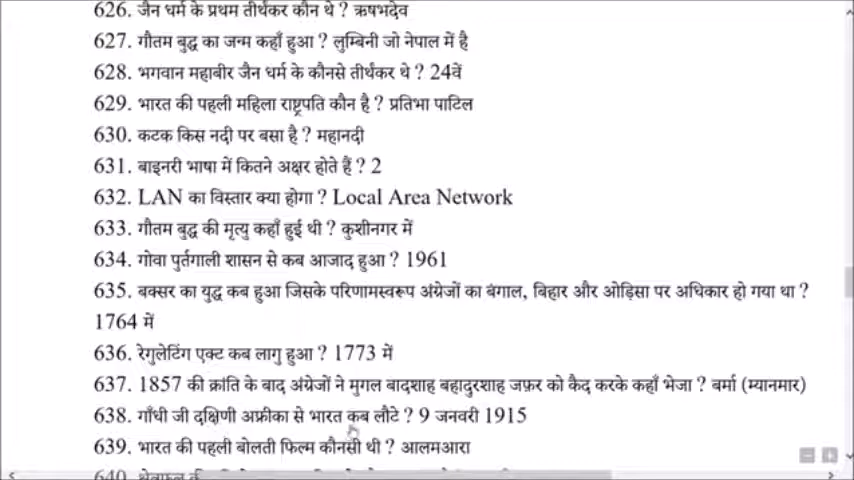 626. जैन धर्म के प्रथम तीर्थंकर कौन थे ? ऋषभदेव
627. गौतम बुद्ध का जन्म कहाँ हुआ ? लुम्बिनी जो नेपाल में है
628. भगवान महाबीर जैन धर्म के कौनसे तीर्थंकर थे ? 24वें
629. भारत की पहली महिला राष्ट्रपति कौन है ? प्रतिभा पाटिल
630. कटक किस नदी पर बसा है ? महानदी
631. बाइनरी भाषा में कितने अक्षर होते हैं ? 2
632. LAN का विस्तार क्या होगा ? Local Area Network
633. गौतम बुद्ध की मृत्यु कहाँ हुई थी ? कुशीनगर में
634. गोवा पुर्तगाली शासन से कब आजाद हुआ ? 1961
635. बक्सर का युद्ध कब हुआ जिसके परिणामस्वरूप अंग्रेजों का बंगाल, बिहार और ओड़िसा पर अधिकार हो गया था ?
1764 में
636. रेगुलेटिंग एक्ट कब लागु हुआ ? 1773 में
637. 1857 की क्रांति के बाद अंग्रेजों ने मुगल बादशाह बहादुरशाह जफ़र को कैद करके कहाँ भेजा ? बर्मा (म्यानमार)
638. गाँधी जी दक्षिणी अफ्रीका से भारत कब लौटे ? 9 जनवरी 1915
639. भारत की पहली बोलती फिल्म कौनसी थी ? आलमआरा
640.